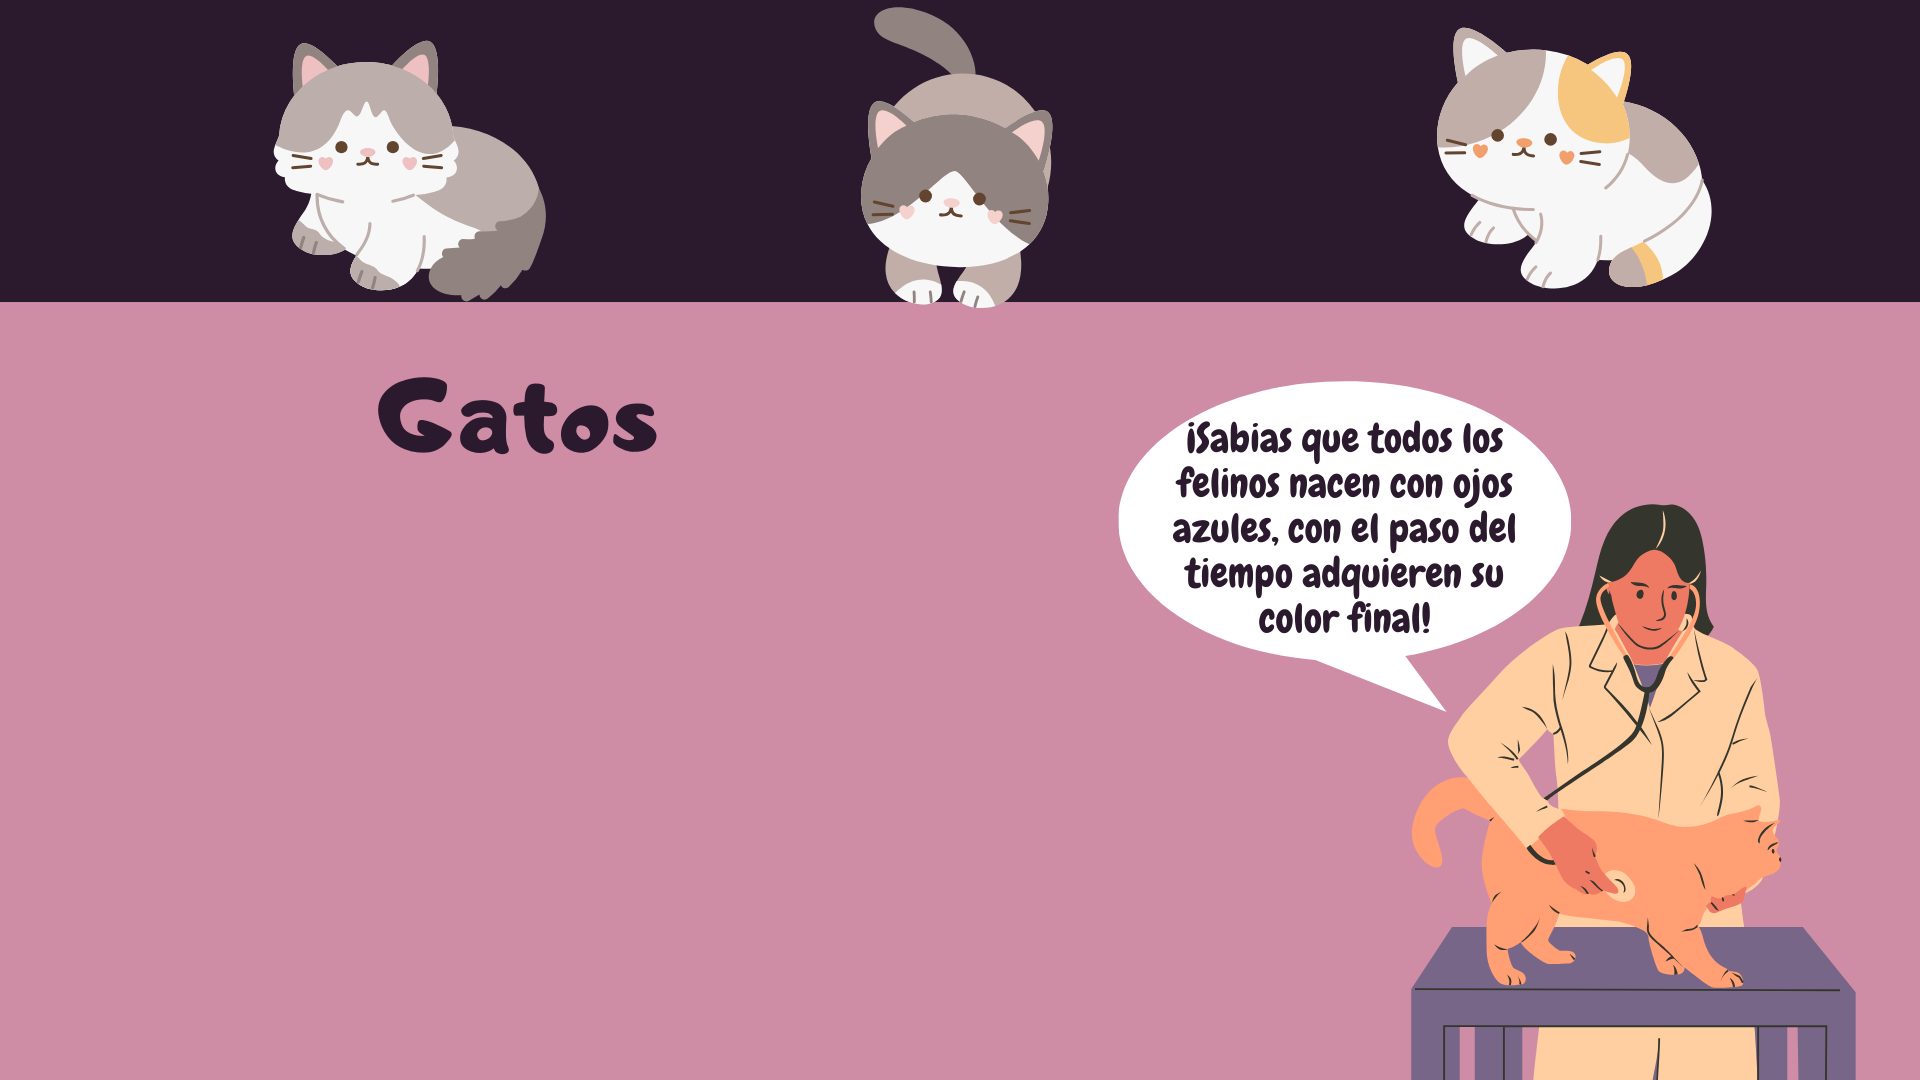 Gatos
¡Sabias que todos los
felinos nacen con ojos
azules, con el paso del
tiempo adquieren su
color final!